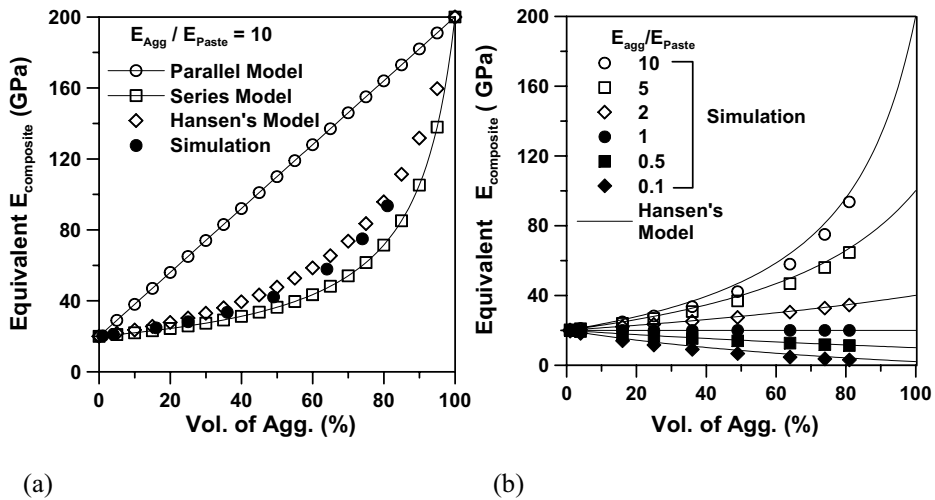 200
160
120
80
40
0
Equivalent E_composite (GPa)
E_Agg / E_Paste = 10
Parallel Model
Series Model
Hansen's Model
Simulation
0 20 40 60 80 100
Vol. of Agg. (%)
(a)
200
160
120
80
40
0
Equivalent E_composite ( GPa)
E_agg/E_Paste
10
5
2
1
0.5
0.1
Simulation
Hansen's
Model
0 20 40 60 80 100
Vol. of Agg. (%)
(b)